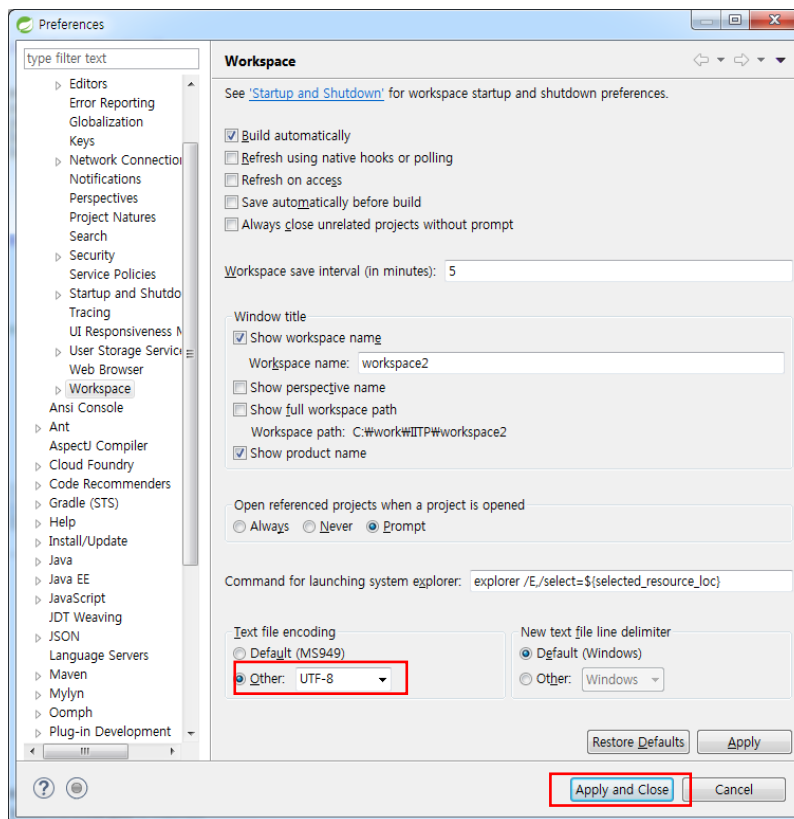 Preferences
type filter text
Editors
Error Reporting
Globalization
Keys
Network Connection
Notifications
Perspectives
Project Natures
Search
Security
Service Policies
Startup and Shutdo
Tracing
UI Responsiveness M
User Storage Service
Web Browser
Workspace
Ansi Console
Ant
AspectJ Compiler
Cloud Foundry
Code Recommenders
Gradle (STS)
Help
Install/Update
Java
Java EE
JavaScript
JDT Weaving
JSON
Language Servers
Maven
Mylyn
Oomph
Plug-in Development
Workspace
See 'Startup and Shutdown' for workspace startup and shutdown preferences.
Build automatically
Refresh using native hooks or polling
Refresh on access
Save automatically before build
Always close unrelated projects without prompt
Workspace save interval (in minutes): 5
Window title
Show workspace name
Workspace name: workspace2
Show perspective name
Show full workspace path
Workspace path: C:₩work₩IITP₩workspace2
Show product name
Open referenced projects when a project is opened
Always Never Prompt
Command for launching system explorer: explorer /E,/select=${selected_resource_loc}
Text file encoding
Default (MS949)
Other: UTF-8
New text file line delimiter
Default (Windows)
Other: Windows
Restore Defaults Apply
? Apply and Close Cancel